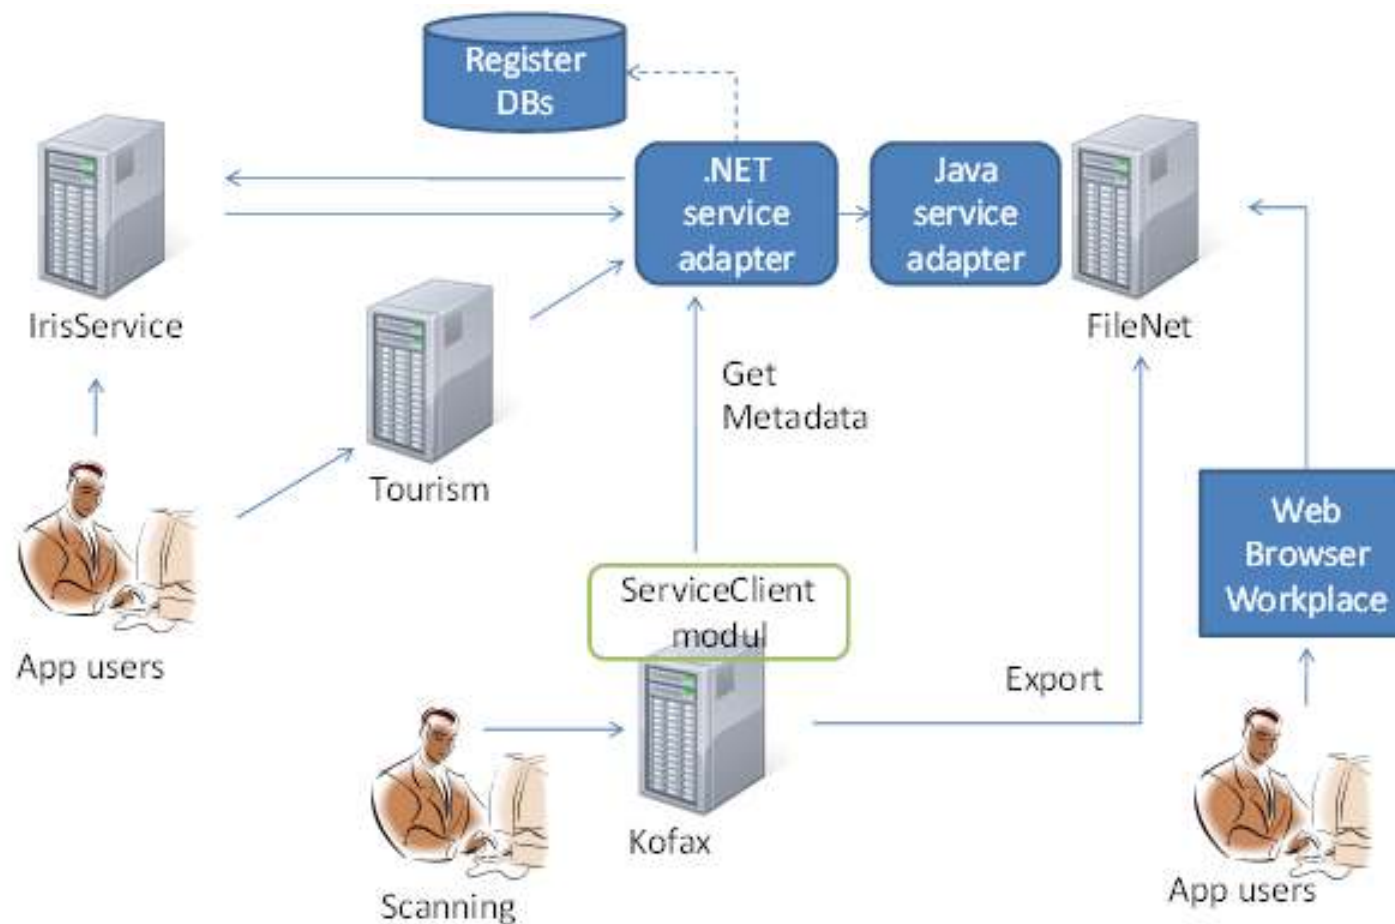 Register
DBs
.NET
service
adapter
Java
service
adapter
IrisService
FileNet
Get
Metadata
Tourism
Web
Browser
Workplace
ServiceClient
modul
App users
Export
Kofax
Scanning
App users